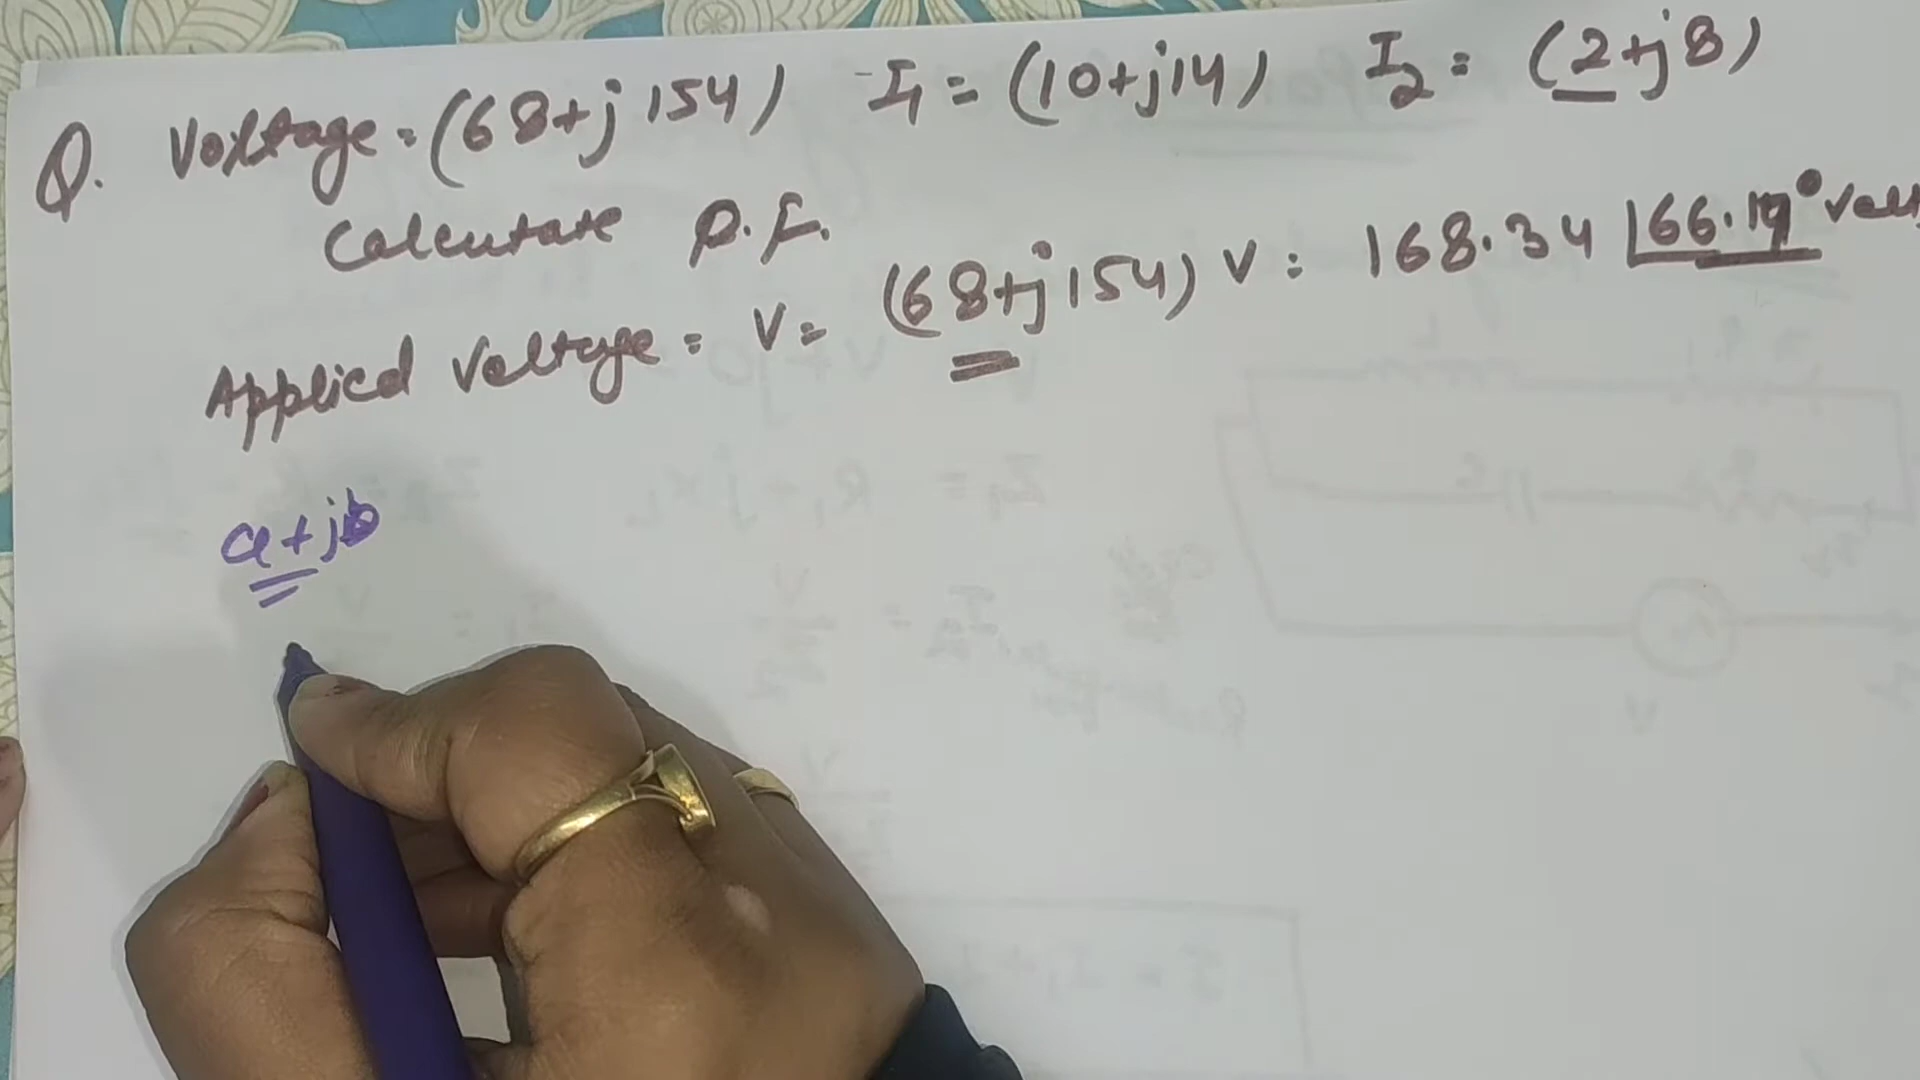 Q. Voltage = (68+j154) I1 = (10+j14) I2 = (2+j8)
Calculate P.F.
Applied Voltage = V = (68+j154) V = 168.34 ∠66.17° Volt
a+jb